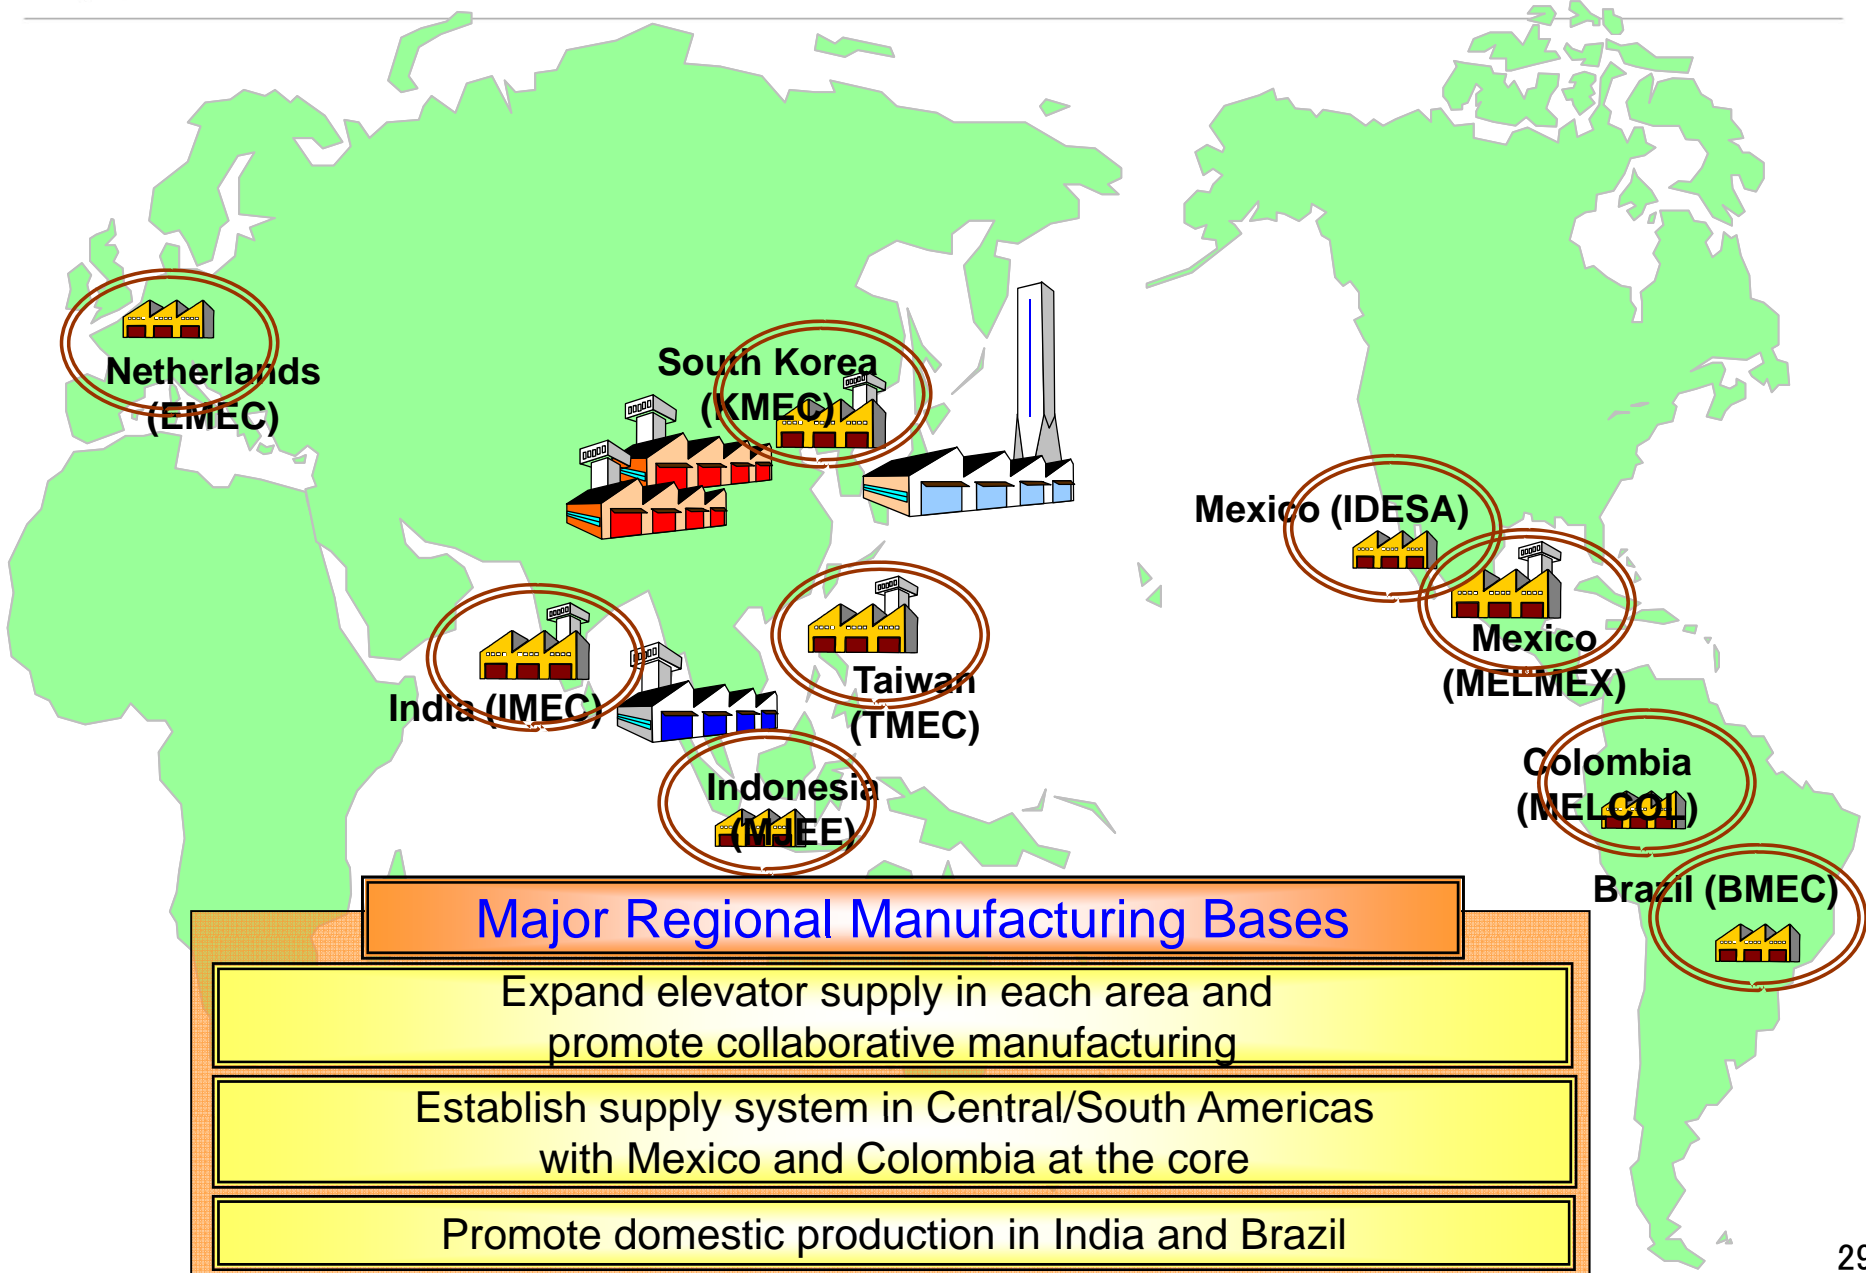 Netherlands
(EMEC)
South Korea
(KMEC)
Mexico (IDESA)
Mexico
(MELMEX)
India (IMEC)
Taiwan
(TMEC)
Indonesia
(MJEE)
Colombia
(MELCOL)
Brazil (BMEC)
Major Regional Manufacturing Bases
Expand elevator supply in each area and
promote collaborative manufacturing
Establish supply system in Central/South Americas
with Mexico and Colombia at the core
Promote domestic production in India and Brazil
29